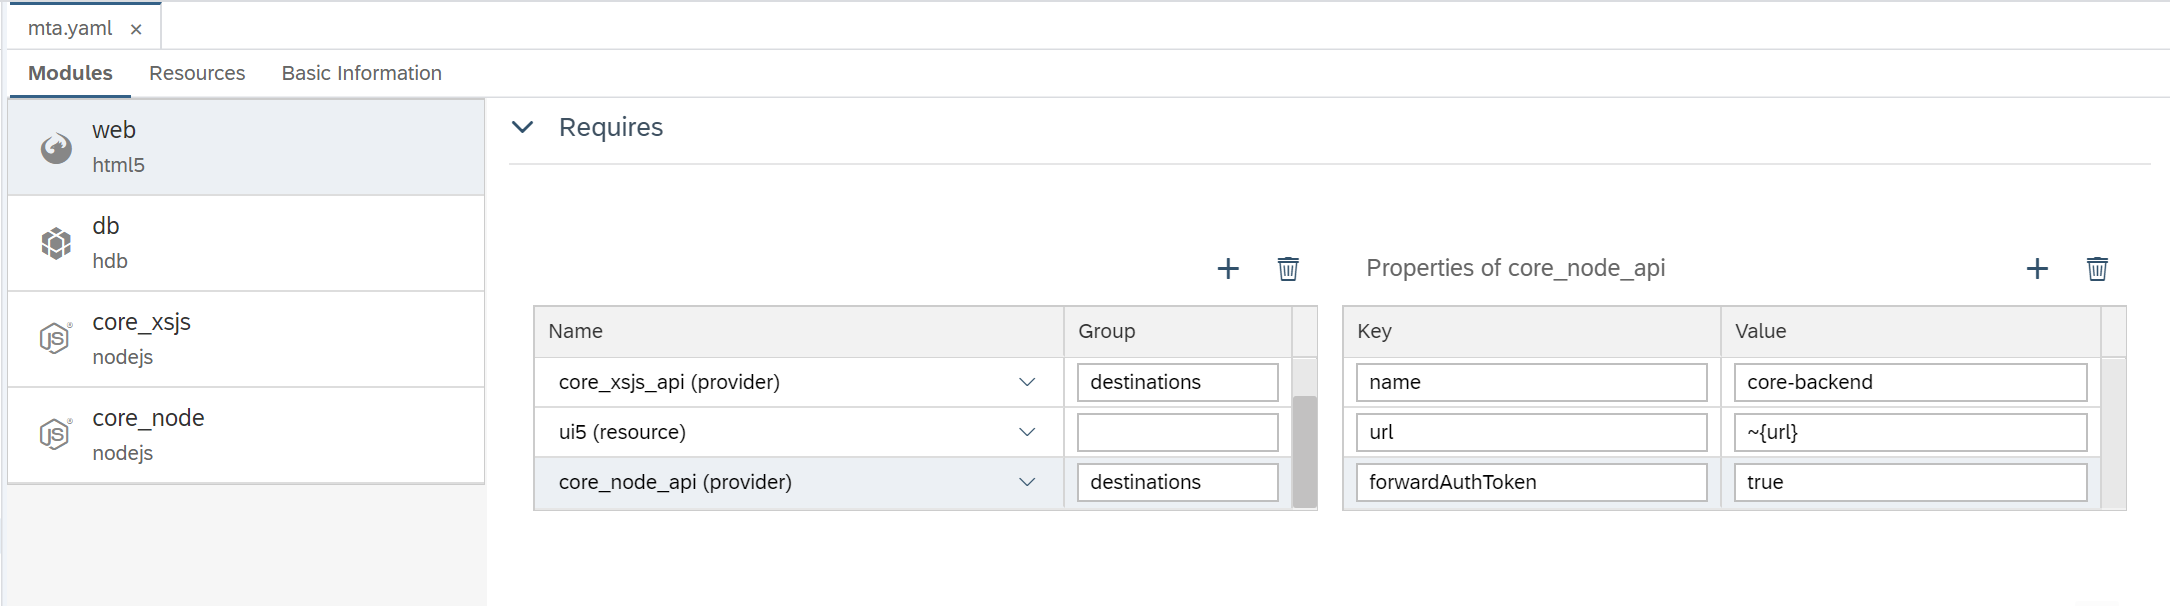 mta.yaml ×
Modules Resources Basic Information
web
html5
db
hdb
core_xsjs
nodejs
core_node
nodejs
Requires
Properties of core_node_api
Name Group
core_xsjs_api (provider) destinations
ui5 (resource)
core_node_api (provider) destinations
Key Value
name core-backend
url ~{url}
forwardAuthToken true